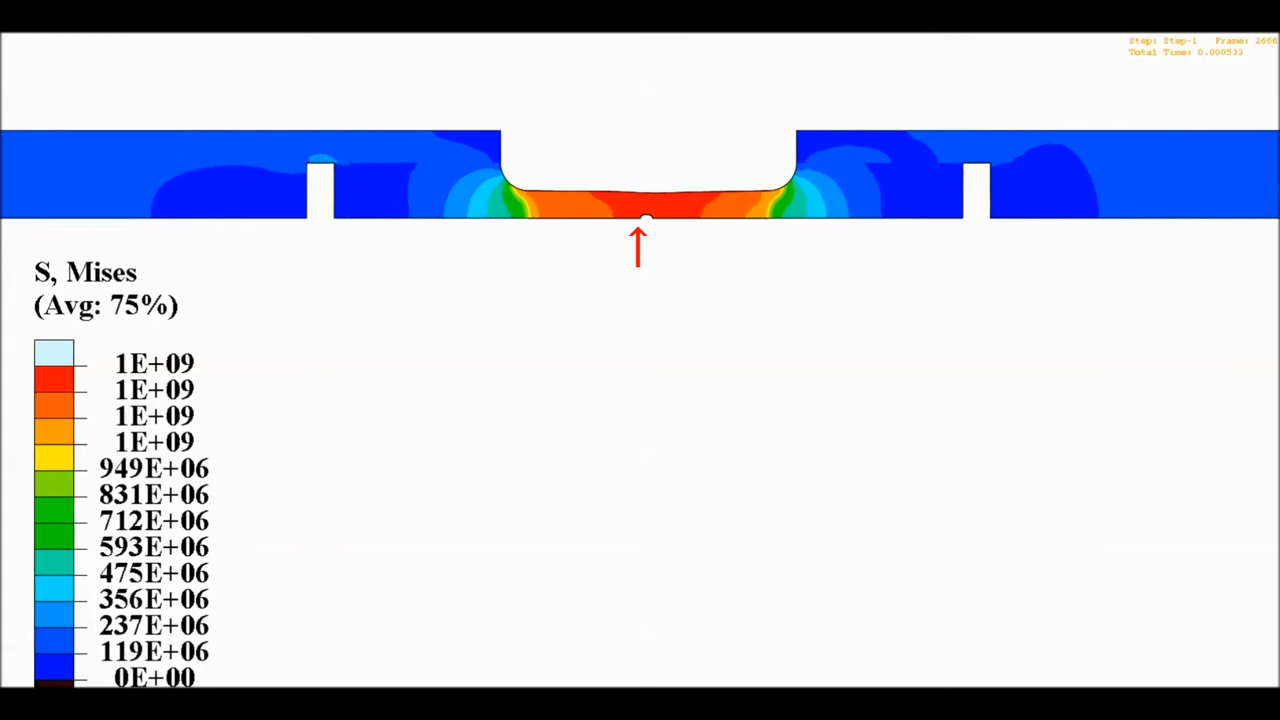 Step: Step-1 Frame: 2666
Total Time: 0.000533
S, Mises
(Avg: 75%)
1E+09
1E+09
1E+09
1E+09
949E+06
831E+06
712E+06
593E+06
475E+06
356E+06
237E+06
119E+06
0E+00